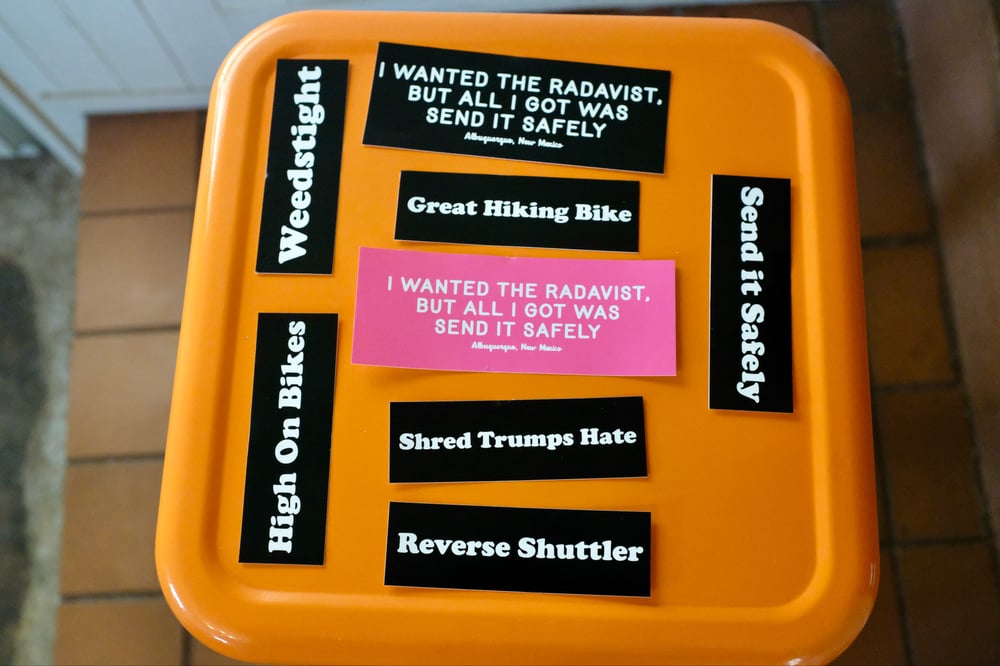 Weedstight
I WANTED THE RADAVIST,
BUT ALL I GOT WAS
SEND IT SAFELY
Albuquerque, New Mexico
Great Hiking Bike
Send it Safely
I WANTED THE RADAVIST,
BUT ALL I GOT WAS
SEND IT SAFELY
Albuquerque, New Mexico
High On Bikes
Shred Trumps Hate
Reverse Shuttler